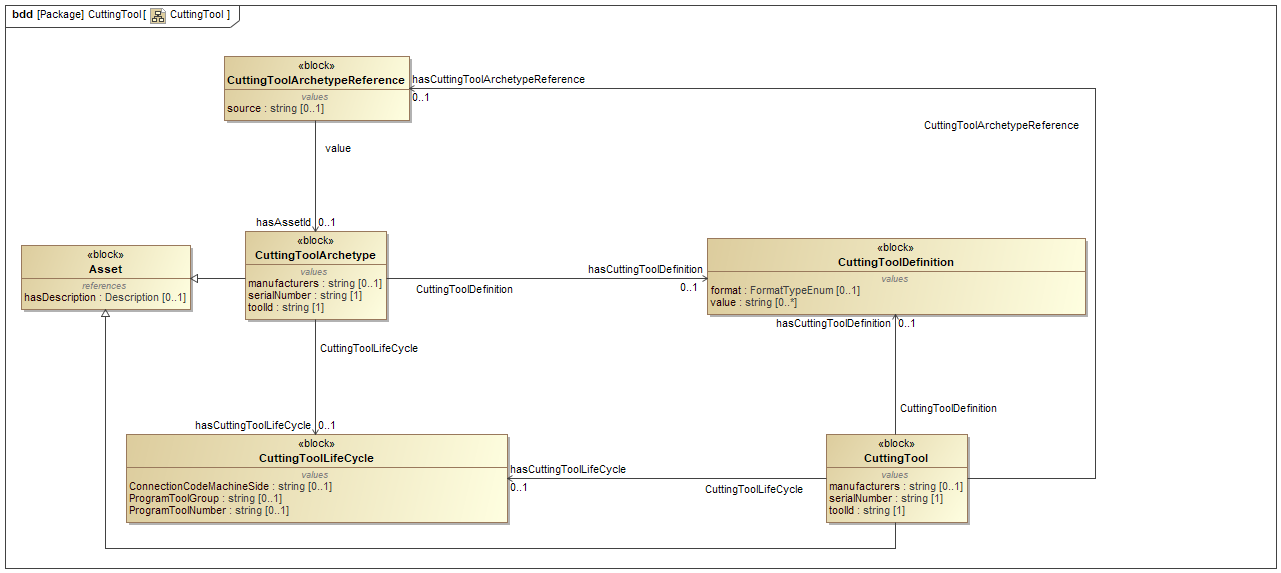 bdd [Package] CuttingTool[ CuttingTool ]
«block»
CuttingToolArchetypeReference
values
source : string [0..1]
hasCuttingToolArchetypeReference
0..1
CuttingToolArchetypeReference
value
hasAssetId 0..1
«block»
Asset
references
hasDescription : Description [0..1]
«block»
CuttingToolArchetype
values
manufacturers : string [0..1]
serialNumber : string [1]
toolId : string [1]
hasCuttingToolDefinition
0..1
CuttingToolDefinition
«block»
CuttingToolDefinition
values
format : FormatTypeEnum [0..1]
value : string [0..*]
hasCuttingToolDefinition 0..1
CuttingToolLifeCycle
CuttingToolDefinition
hasCuttingToolLifeCycle 0..1
«block»
CuttingToolLifeCycle
values
ConnectionCodeMachineSide : string [0..1]
ProgramToolGroup : string [0..1]
ProgramToolNumber : string [0..1]
hasCuttingToolLifeCycle
0..1
CuttingToolLifeCycle
«block»
CuttingTool
values
manufacturers : string [0..1]
serialNumber : string [1]
toolId : string [1]